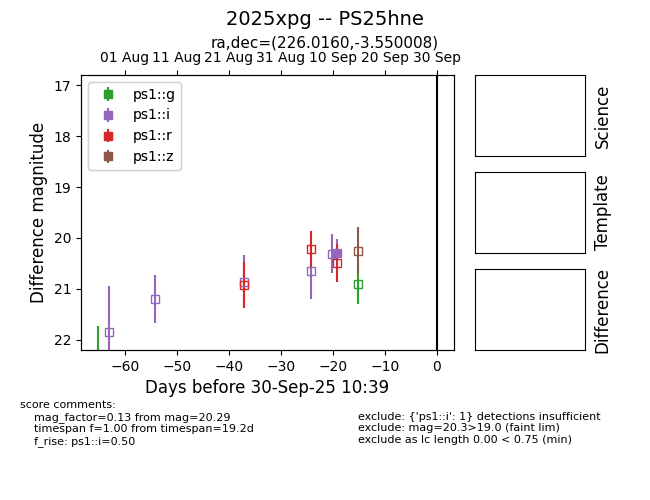 2025xpg -- PS25hne
ra,dec=(226.0160,-3.550008)
01 Aug 11 Aug 21 Aug 31 Aug 10 Sep 20 Sep 30 Sep
17
18
19
20
21
22
Difference magnitude
ps1::g
ps1::i
ps1::r
ps1::z
−60 −50 −40 −30 −20 −10 0
Days before 30-Sep-25 10:39
Science
Template
Difference
score comments:
mag_factor=0.13 from mag=20.29
timespan f=1.00 from timespan=19.2d
f_rise: ps1::i=0.50
exclude: {'ps1::i': 1} detections insufficient
exclude: mag=20.3>19.0 (faint lim)
exclude as lc length 0.00 < 0.75 (min)